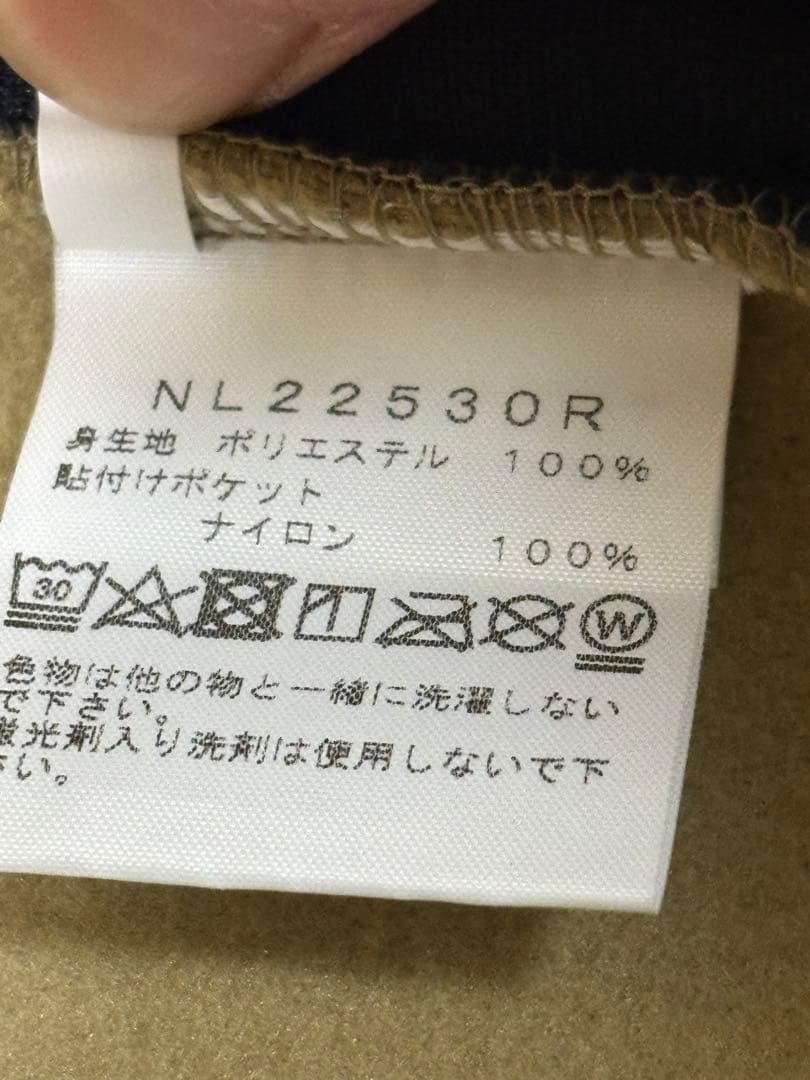 NL22530R
身生地 ポリエステル 100%
貼付けポケット
ナイロン 100%
30 W
色物は他の物と一緒に洗濯しない
で下さい。
蛍光剤入り洗剤は使用しないで下
さい。